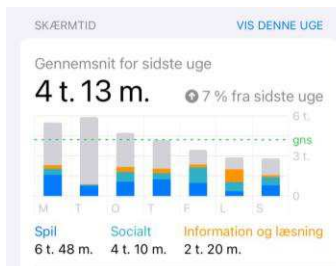 SKÆRMTID VIS DENNE UGE
Gennemsnit for sidste uge
4 t. 13 m. 7 % fra sidste uge
6 t.
gns
3 t.
0
M T O T F L S
Spil Socialt Information og læsning
6 t. 48 m. 4 t. 10 m. 2 t. 20 m.